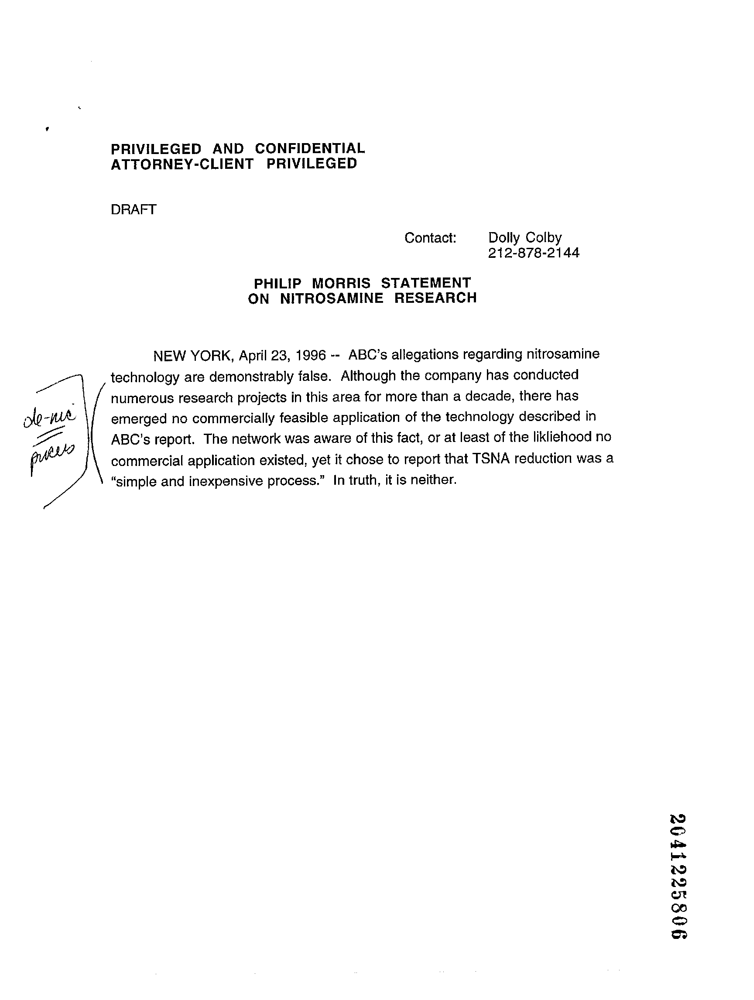 PRIVILEGED AND CONFIDENTIAL
ATTORNEY-CLIENT PRIVILEGED
DRAFT
Contact: Dolly Colby
212-878-2144
PHILIP MORRIS STATEMENT
ON NITROSAMINE RESEARCH
NEW YORK, April 23, 1996 -- ABC's allegations regarding nitrosamine
technology are demonstrably false. Although the company has conducted
numerous research projects in this area for more than a decade, there has
emerged no commercially feasible application of the technology described in
ABC's report. The network was aware of this fact, or at least of the likliehood no
commercial application existed, yet it chose to report that TSNA reduction was a
"simple and inexpensive process." In truth, it is neither.
de-nic
process
2041225806